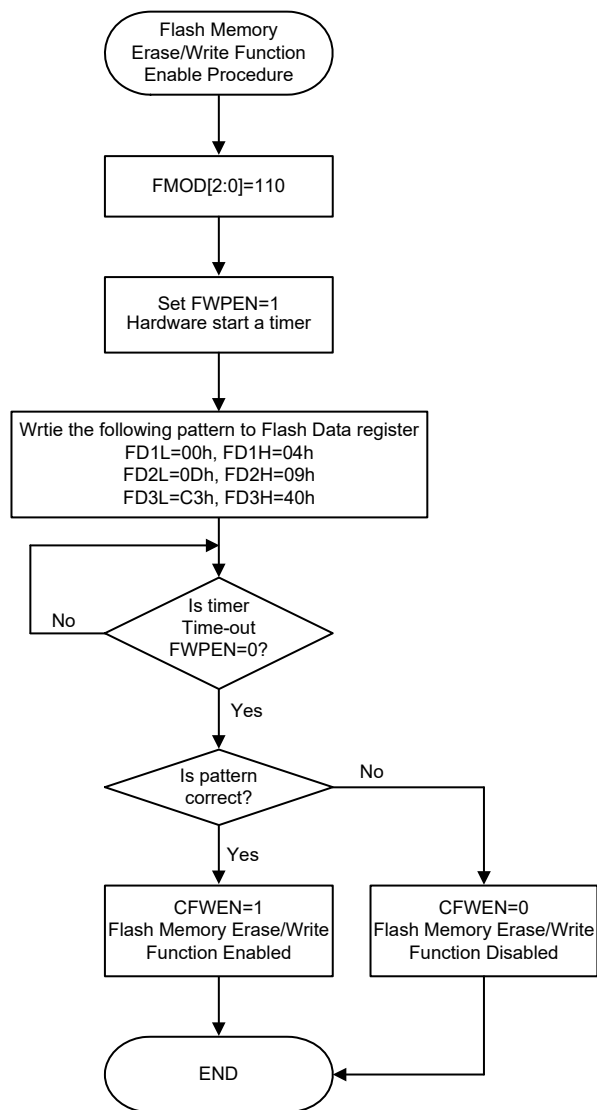 Flash Memory
Erase/Write Function
Enable Procedure
FMOD[2:0]=110
Set FWPEN=1
Hardware start a timer
Wrtie the following pattern to Flash Data register
FD1L=00h, FD1H=04h
FD2L=0Dh, FD2H=09h
FD3L=C3h, FD3H=40h
Is timer
Time-out
FWPEN=0?
No
Yes
Is pattern
correct?
No
Yes
CFWEN=1
Flash Memory Erase/Write
Function Enabled
CFWEN=0
Flash Memory Erase/Write
Function Disabled
END